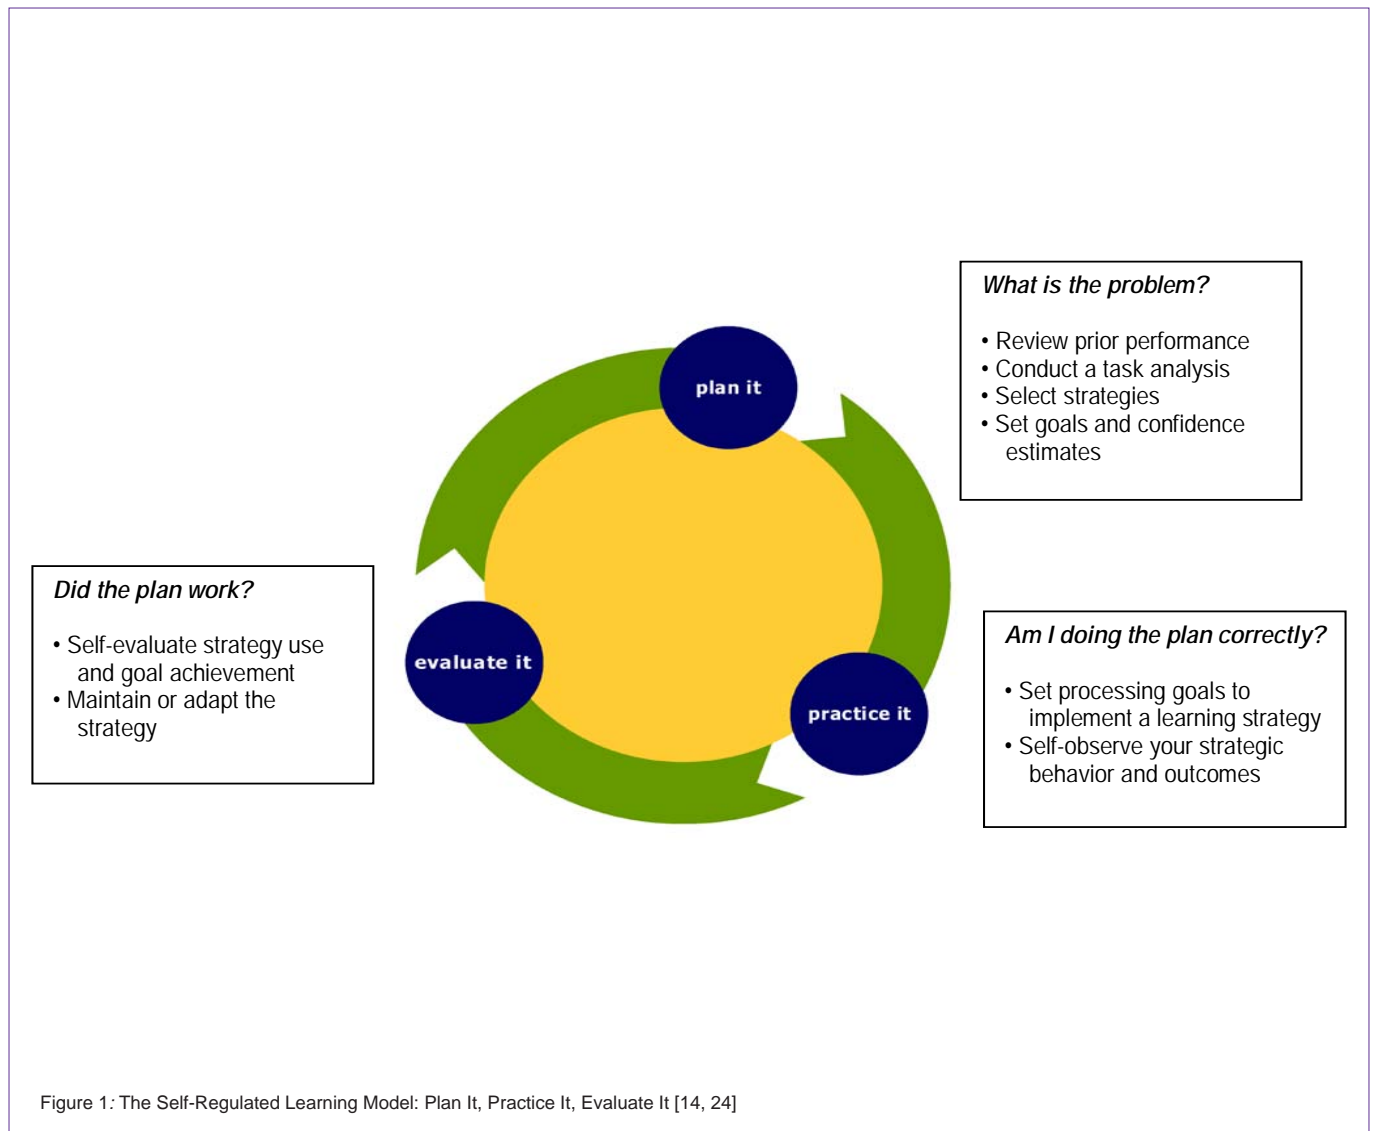 What is the problem?
• Review prior performance
• Conduct a task analysis
• Select strategies
• Set goals and confidence
estimates
plan it
Did the plan work?
• Self-evaluate strategy use
and goal achievement
• Maintain or adapt the
strategy
evaluate it
practice it
Am I doing the plan correctly?
• Set processing goals to
implement a learning strategy
• Self-observe your strategic
behavior and outcomes
Figure 1: The Self-Regulated Learning Model: Plan It, Practice It, Evaluate It [14, 24]